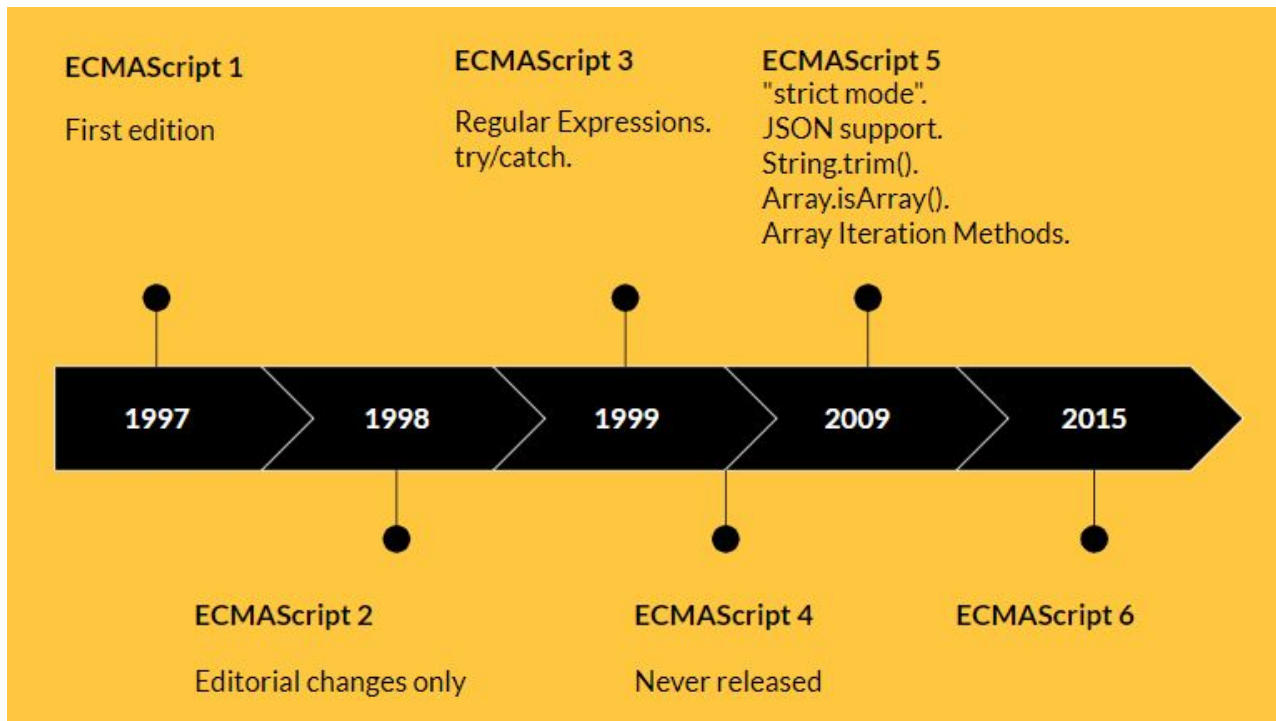 ECMAScript 1
First edition
ECMAScript 3
Regular Expressions.
try/catch.
ECMAScript 5
"strict mode".
JSON support.
String.trim().
Array.isArray().
Array Iteration Methods.
1997
1998
1999
2009
2015
ECMAScript 2
Editorial changes only
ECMAScript 4
Never released
ECMAScript 6